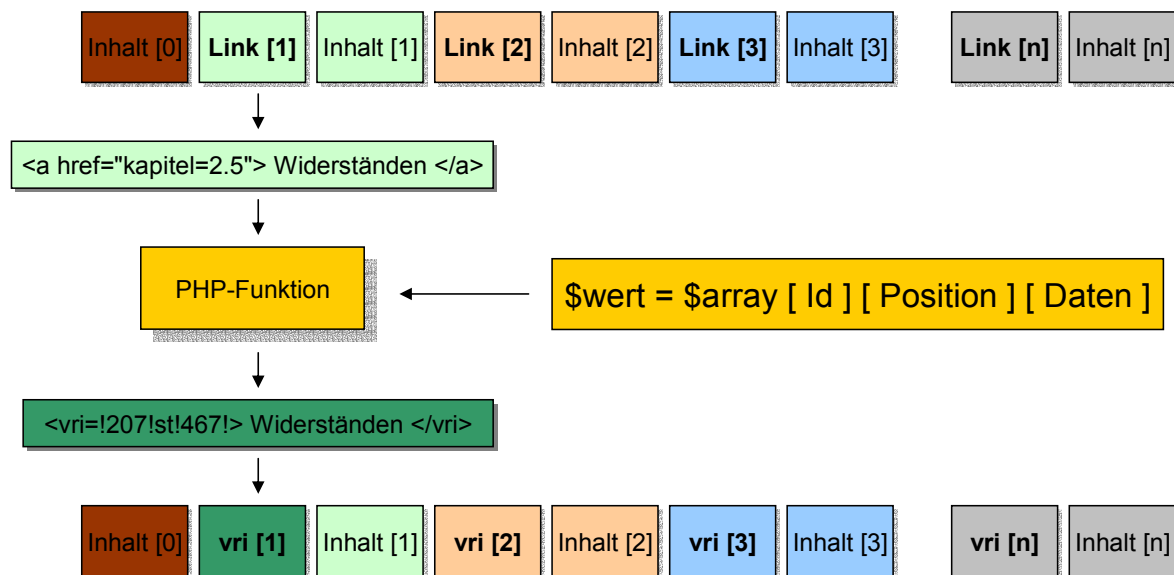 Inhalt [0] Link [1] Inhalt [1] Link [2] Inhalt [2] Link [3] Inhalt [3] Link [n] Inhalt [n]
<a href="kapitel=2.5"> Widerständen </a>
PHP-Funktion
$wert = $array [ Id ] [ Position ] [ Daten ]
<vri=!207!st!467!> Widerständen </vri>
Inhalt [0] vri [1] Inhalt [1] vri [2] Inhalt [2] vri [3] Inhalt [3] vri [n] Inhalt [n]